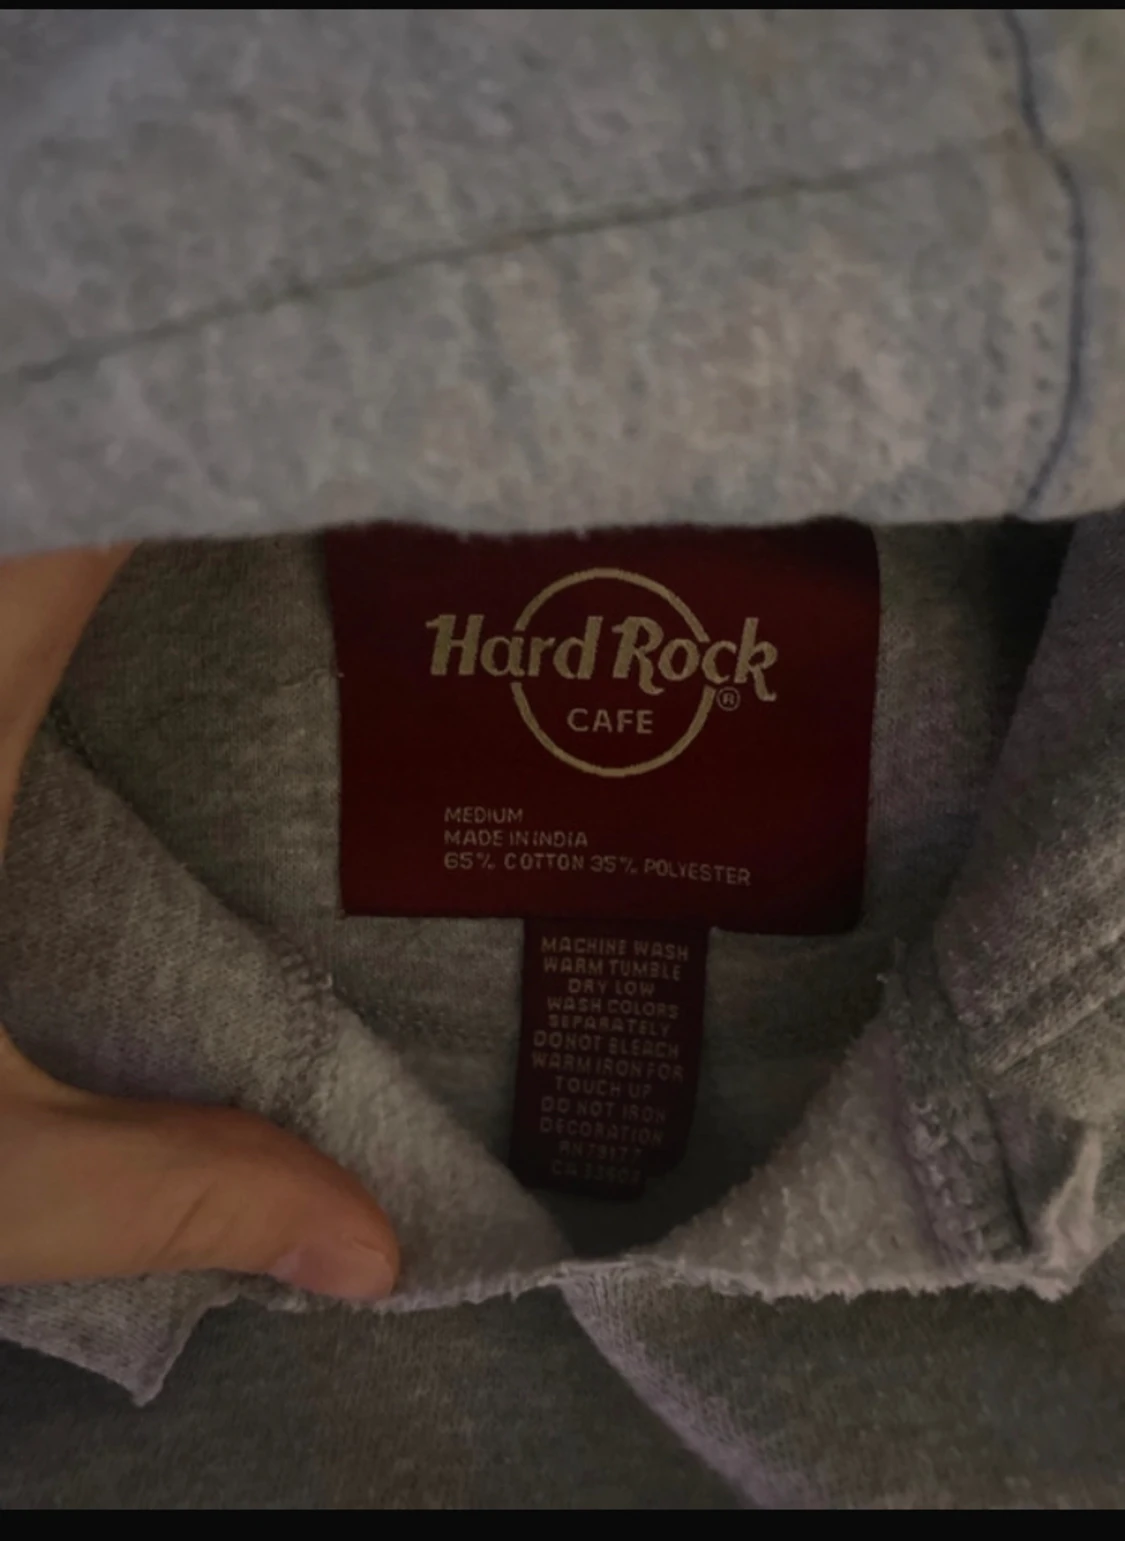 Hard Rock
®
CAFE
MEDIUM
MADE IN INDIA
65% COTTON 35% POLYESTER
MACHINE WASH
WARM TUMBLE
DRY LOW
WASH COLORS
SEPARATELY
DO NOT BLEACH
WARM IRON FOR
TOUCH UP
DO NOT IRON
DECORATION